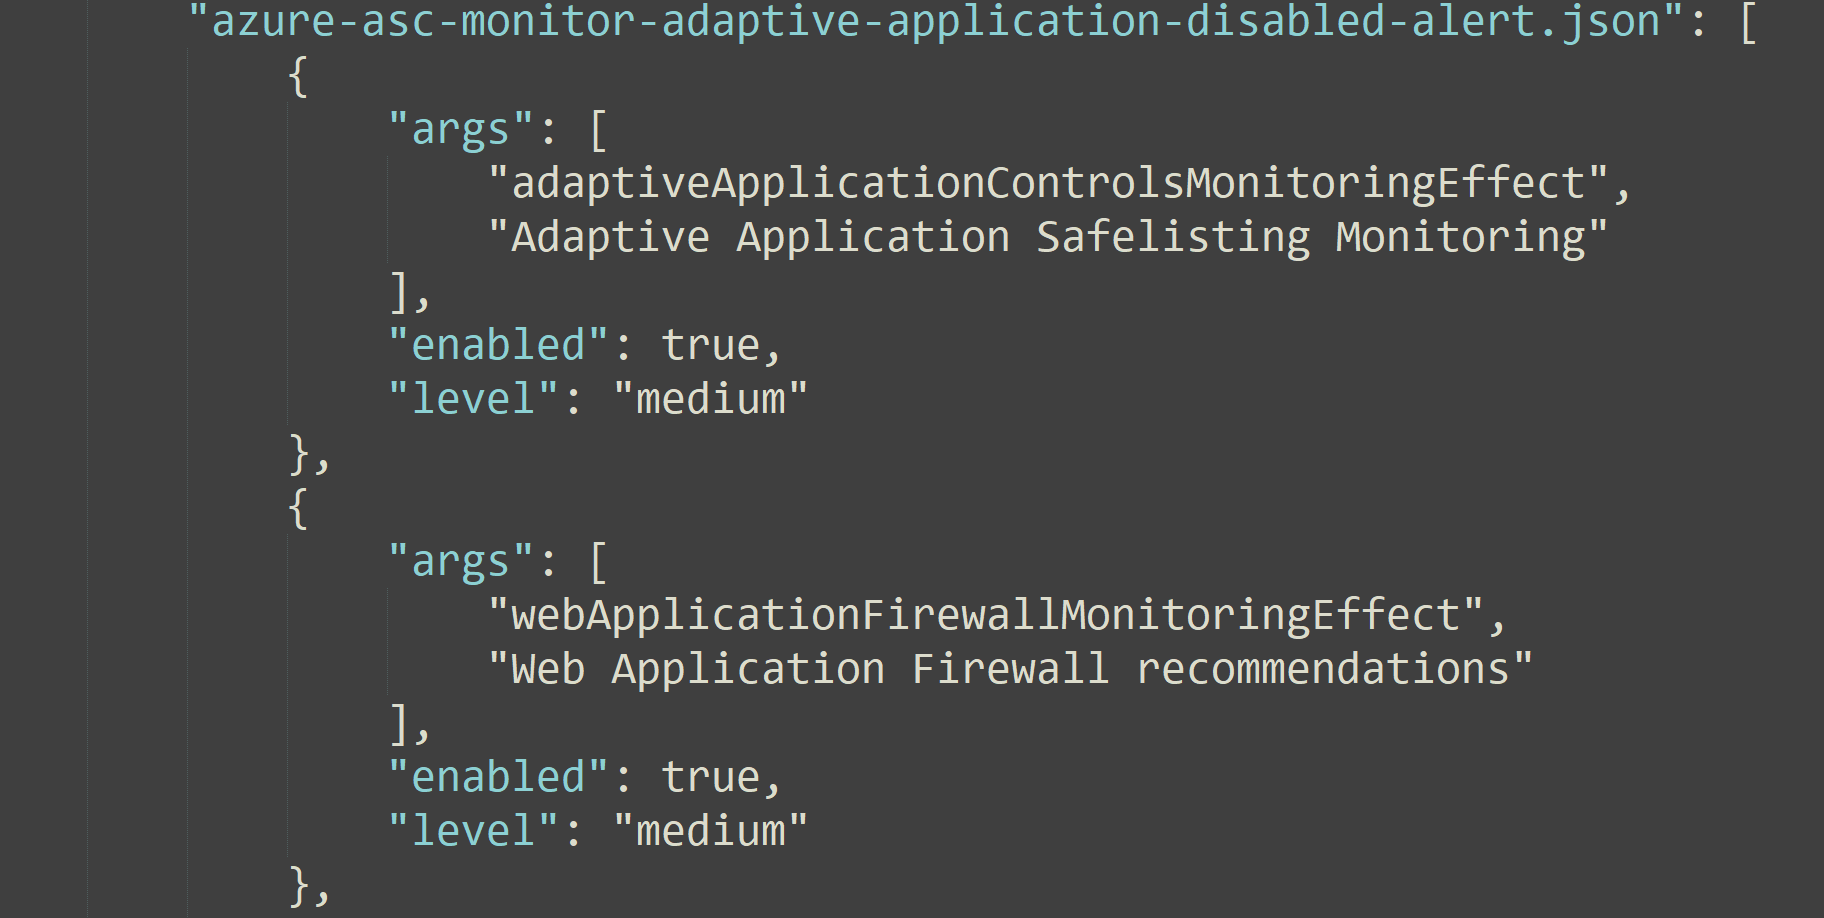 "azure-asc-monitor-adaptive-application-disabled-alert.json": [
{
"args": [
"adaptiveApplicationControlsMonitoringEffect",
"Adaptive Application Safelisting Monitoring"
],
"enabled": true,
"level": "medium"
},
{
"args": [
"webApplicationFirewallMonitoringEffect",
"Web Application Firewall recommendations"
],
"enabled": true,
"level": "medium"
},